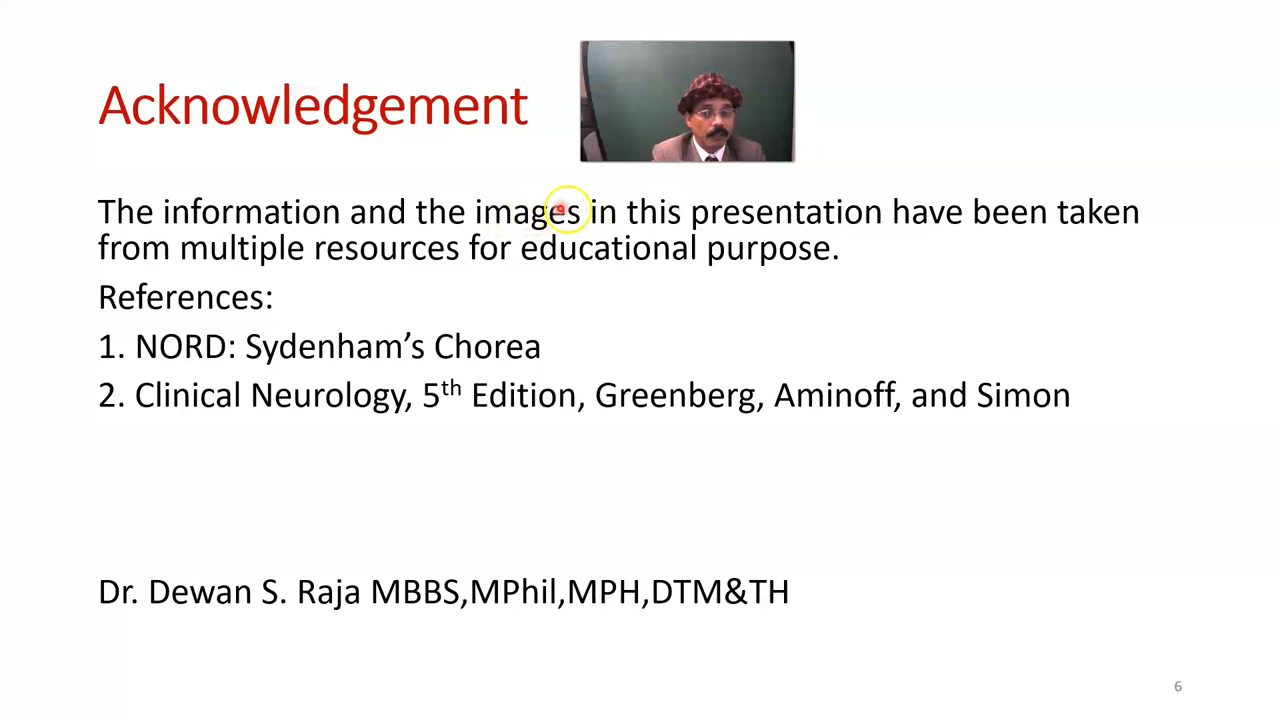 Acknowledgement
The information and the images in this presentation have been taken
from multiple resources for educational purpose.
References:
1. NORD: Sydenham’s Chorea
2. Clinical Neurology, 5th Edition, Greenberg, Aminoff, and Simon
Dr. Dewan S. Raja MBBS,MPhil,MPH,DTM&TH
6